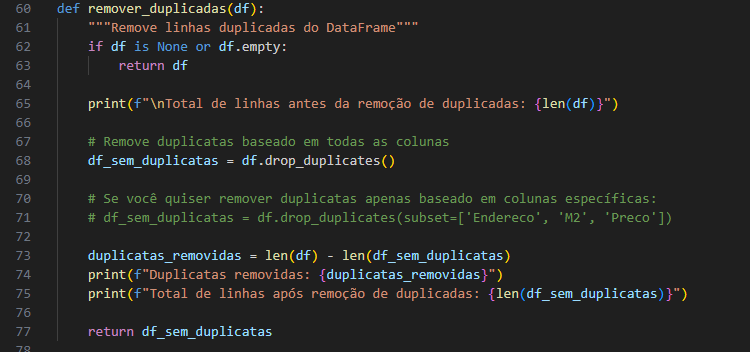 60 def remover_duplicadas(df):
61     """Remove linhas duplicadas do DataFrame"""
62     if df is None or df.empty:
63         return df
64
65     print(f"\nTotal de linhas antes da remoção de duplicadas: {len(df)}")
66
67     # Remove duplicatas baseado em todas as colunas
68     df_sem_duplicatas = df.drop_duplicates()
69
70     # Se você quiser remover duplicatas apenas baseado em colunas específicas:
71     # df_sem_duplicatas = df.drop_duplicates(subset=['Endereco', 'M2', 'Preco'])
72
73     duplicatas_removidas = len(df) - len(df_sem_duplicatas)
74     print(f"Duplicatas removidas: {duplicatas_removidas}")
75     print(f"Total de linhas após remoção de duplicadas: {len(df_sem_duplicatas)}")
76
77     return df_sem_duplicatas
78